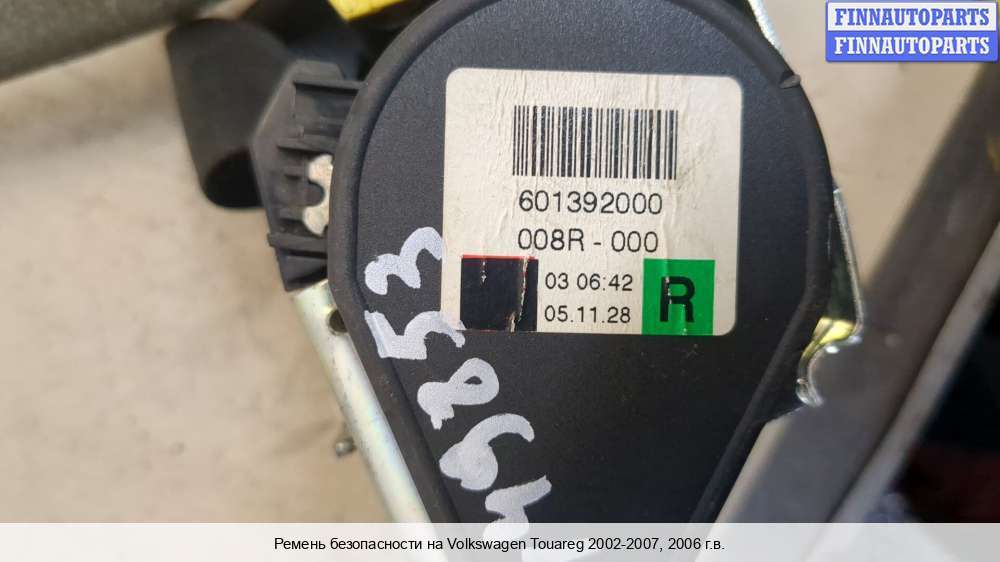 FINNAUTOPARTS
FINNAUTOPARTS
601392000
008R - 000
03 06:42
05.11.28
R
Ремень безопасности на Volkswagen Touareg 2002-2007, 2006 г.в.